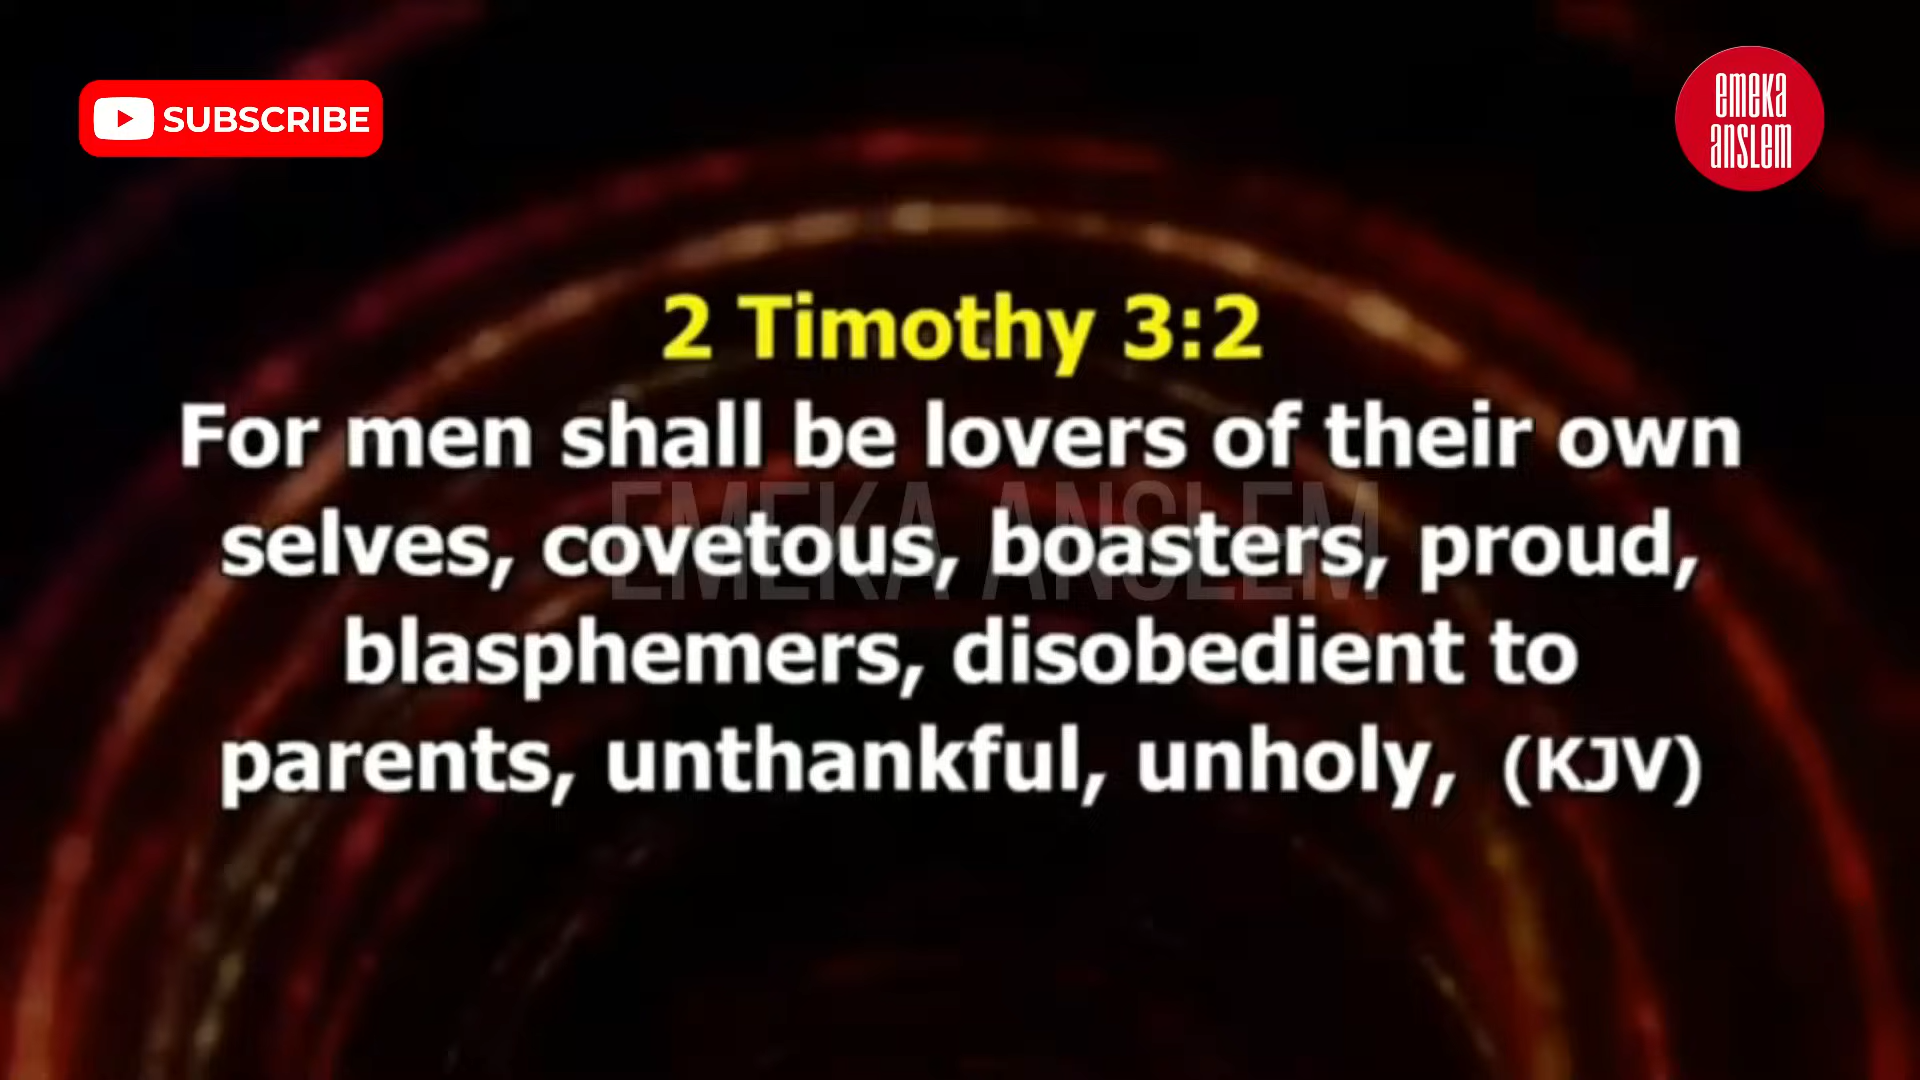 SUBSCRIBE
emeka
anslem
2 Timothy 3:2
For men shall be lovers of their own
selves, covetous, boasters, proud,
EMEKA ANSLEM
blasphemers, disobedient to
parents, unthankful, unholy, (KJV)